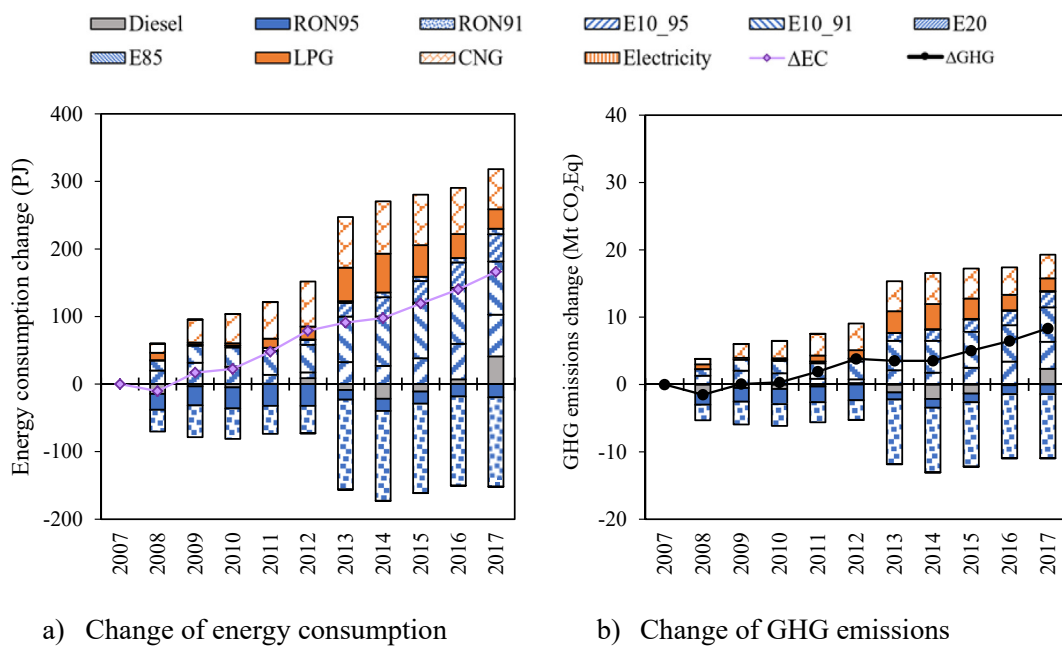 Diesel RON95 RON91 E10_95 E10_91 E20
E85 LPG CNG Electricity ΔEC ΔGHG
Energy consumption change (PJ)
400
300
200
100
0
-100
-200
2007 2008 2009 2010 2011 2012 2013 2014 2015 2016 2017
a) Change of energy consumption
GHG emissions change (Mt CO₂Eq)
40
30
20
10
0
-10
-20
2007 2008 2009 2010 2011 2012 2013 2014 2015 2016 2017
b) Change of GHG emissions